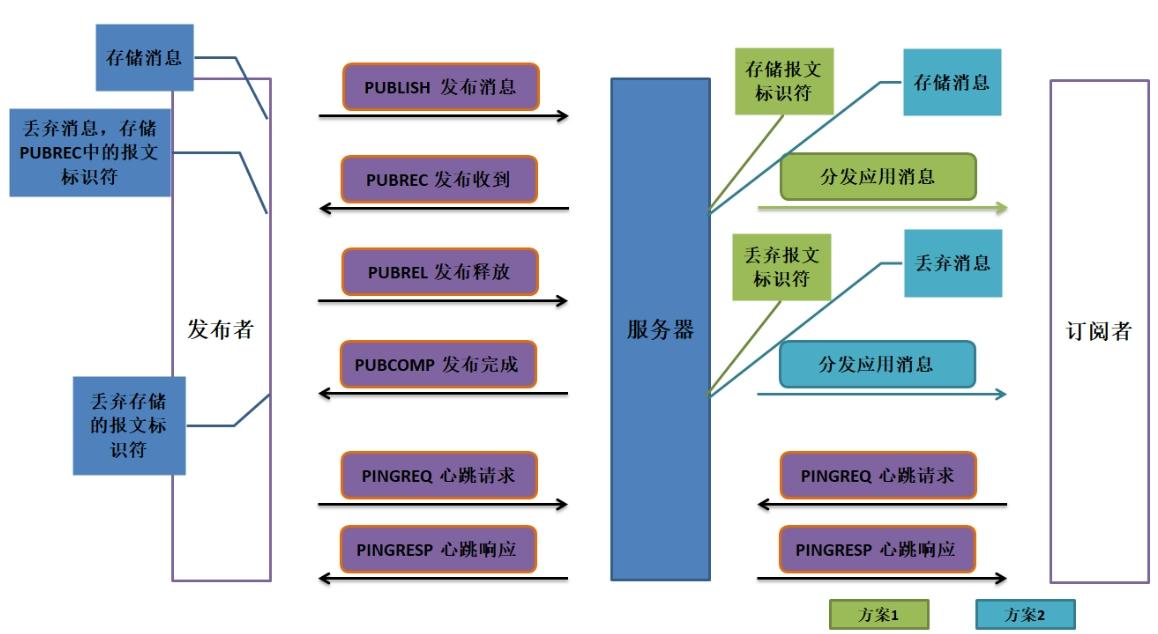 存储消息
丢弃消息，存储
PUBREC中的报文
标识符
发布者
丢弃存储
的报文标
识符
PUBLISH 发布消息
PUBREC 发布收到
PUBREL 发布释放
PUBCOMP 发布完成
PINGREQ 心跳请求
PINGRESP 心跳响应
服务器
存储报文
标识符
存储消息
分发应用消息
丢弃报文
标识符
丢弃消息
分发应用消息
PINGREQ 心跳请求
PINGRESP 心跳响应
订阅者
方案1
方案2